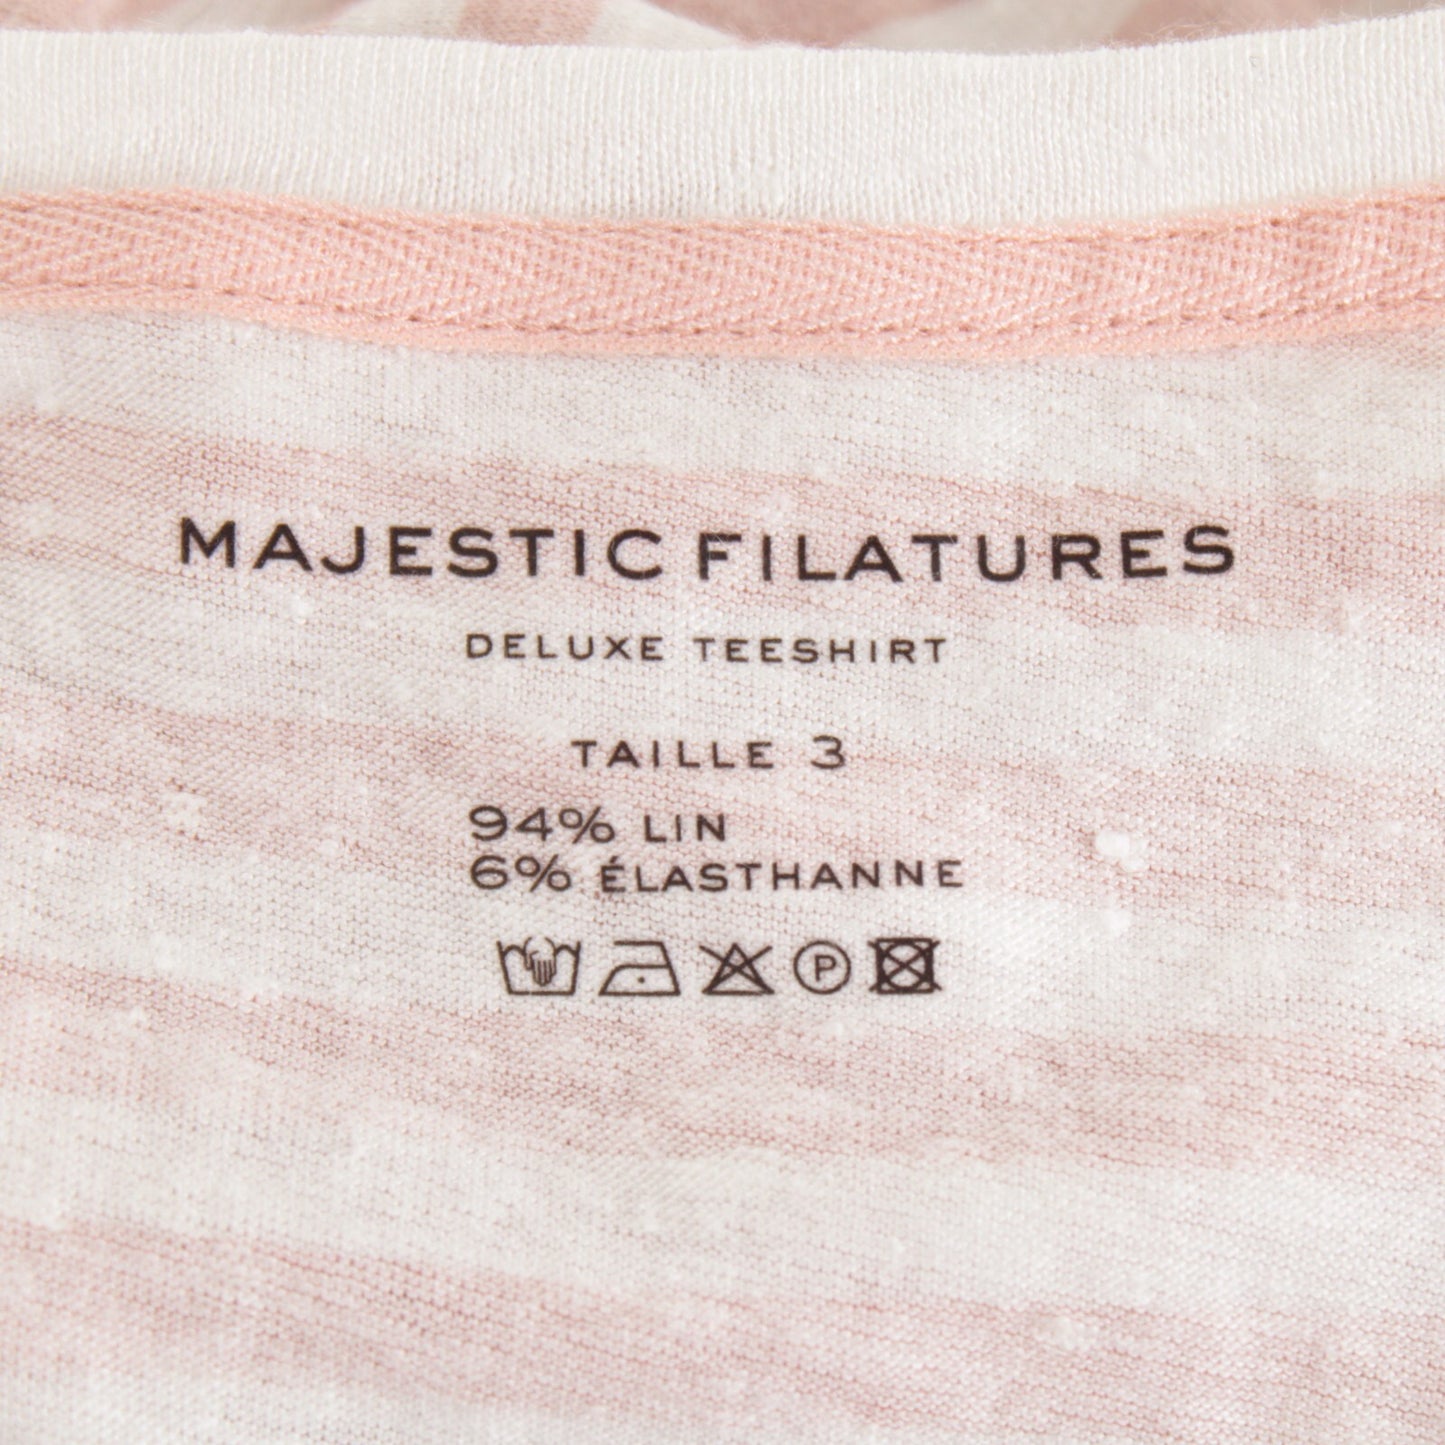 MAJESTIC FILATURES
DELUXE TEESHIRT
TAILLE 3
94% LIN
6% ÉLASTHANNE
P